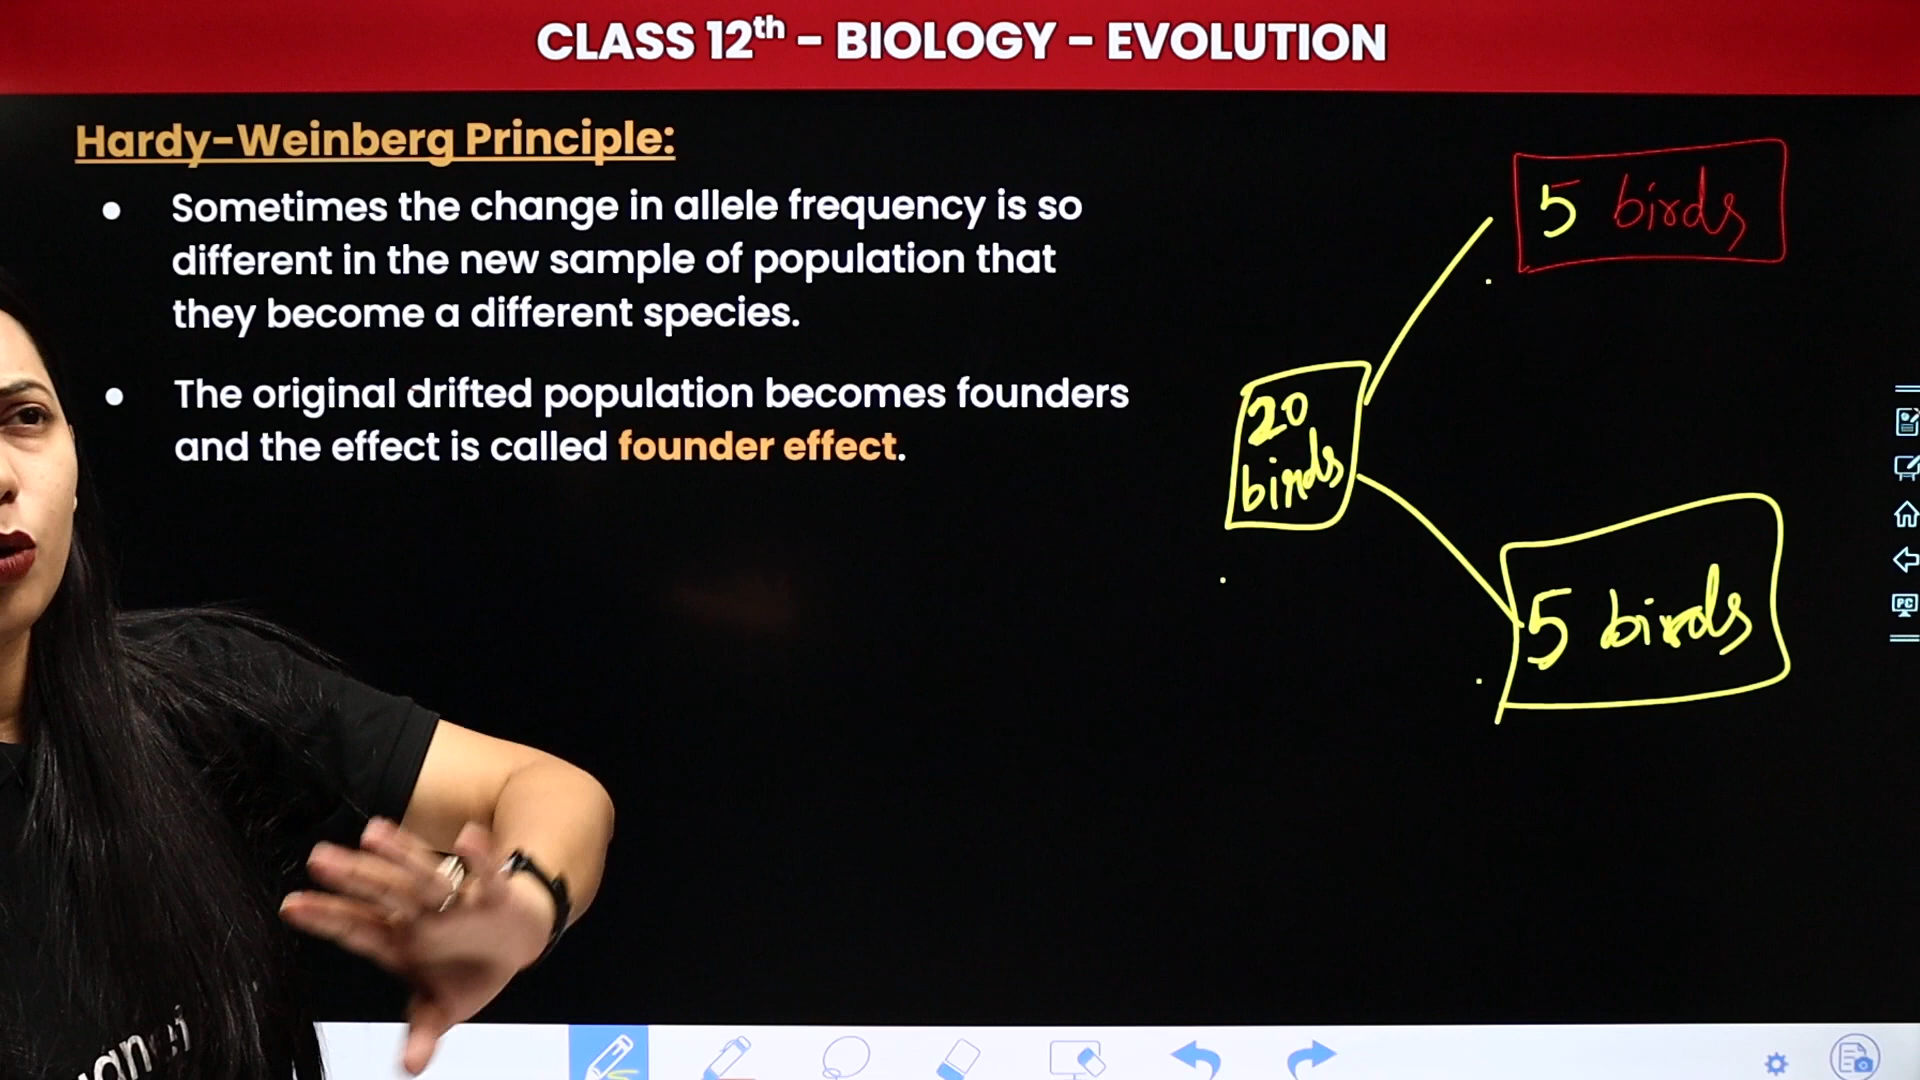 CLASS 12th - BIOLOGY - EVOLUTION
Hardy-Weinberg Principle:
• Sometimes the change in allele frequency is so
different in the new sample of population that
they become a different species.
• The original drifted population becomes founders
and the effect is called founder effect.
5 birds
20
birds
5 birds
PC